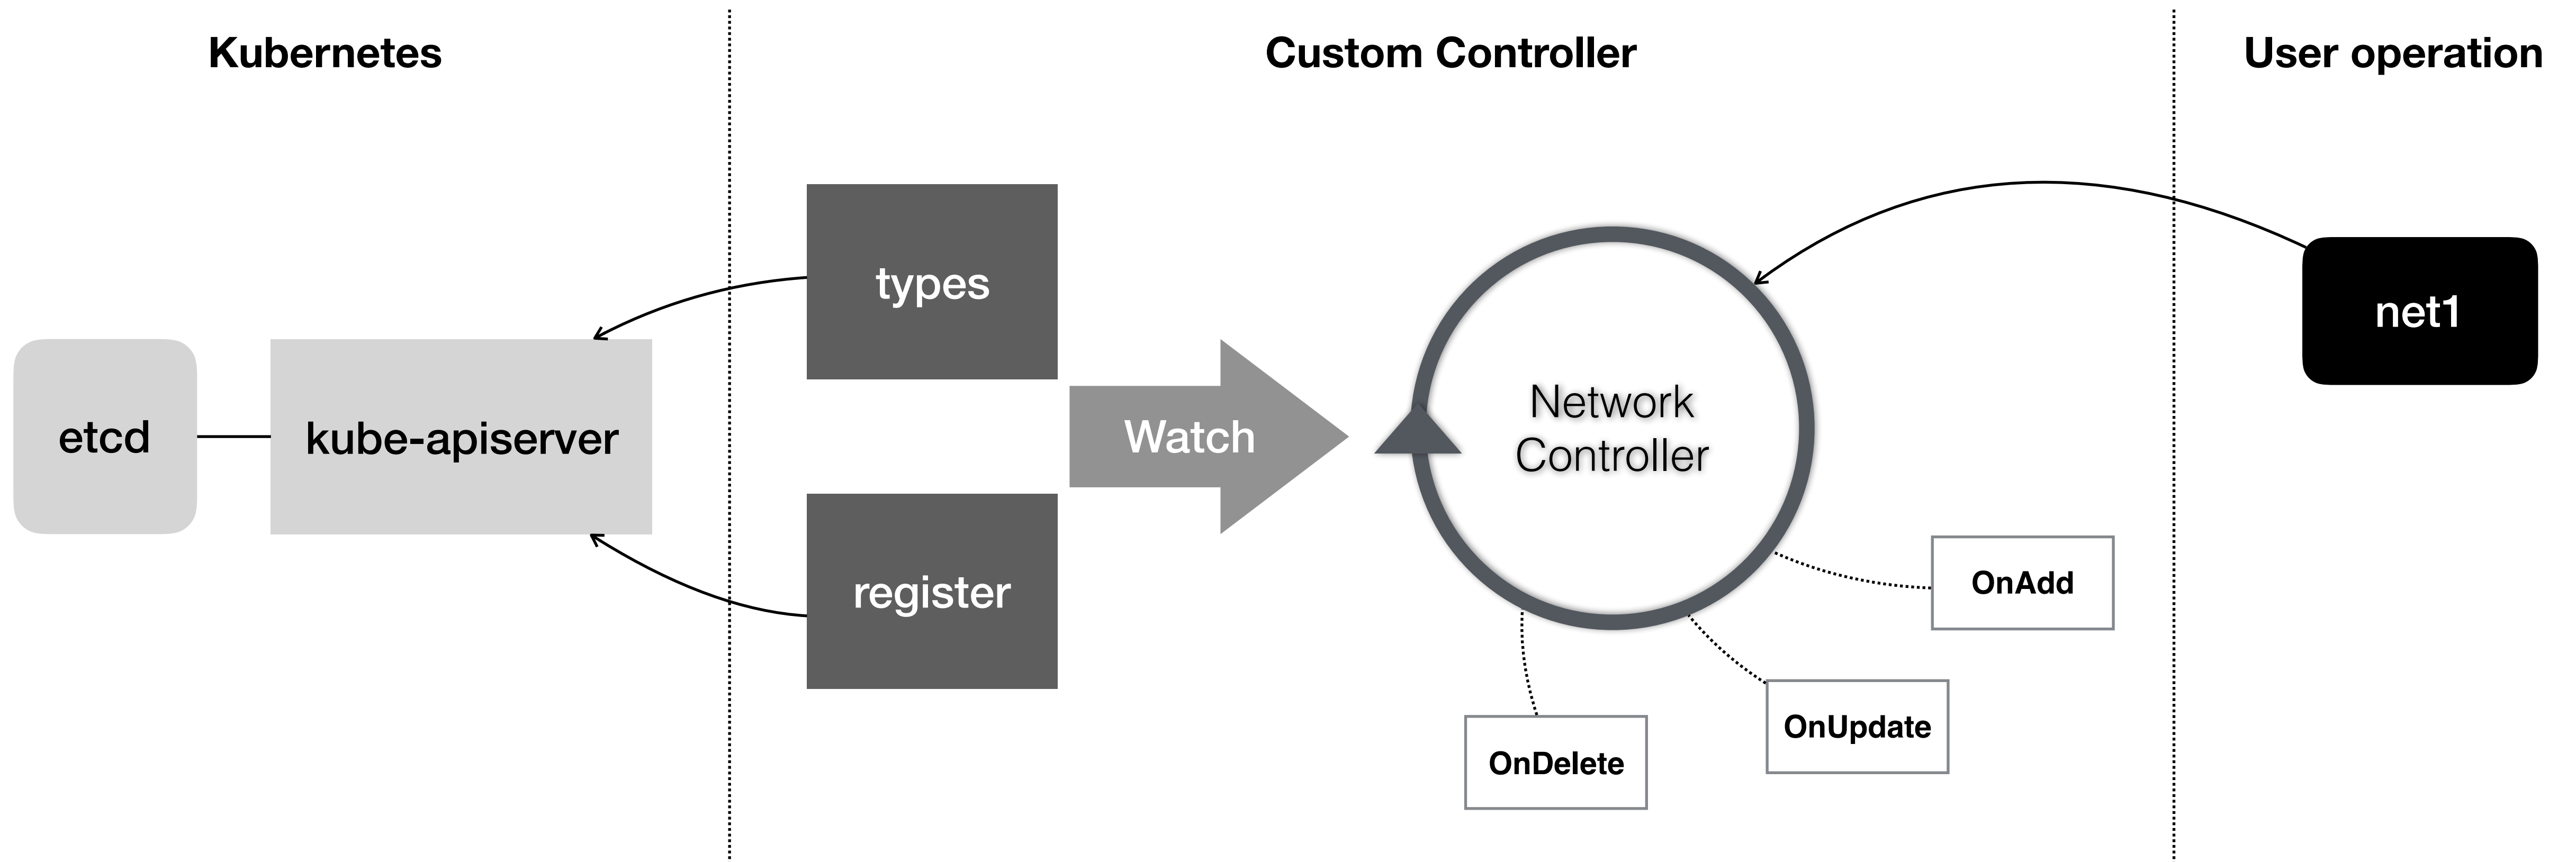 Kubernetes
Custom Controller
User operation
types
net1
etcd
kube-apiserver
Watch
Network
Controller
register
OnAdd
OnUpdate
OnDelete